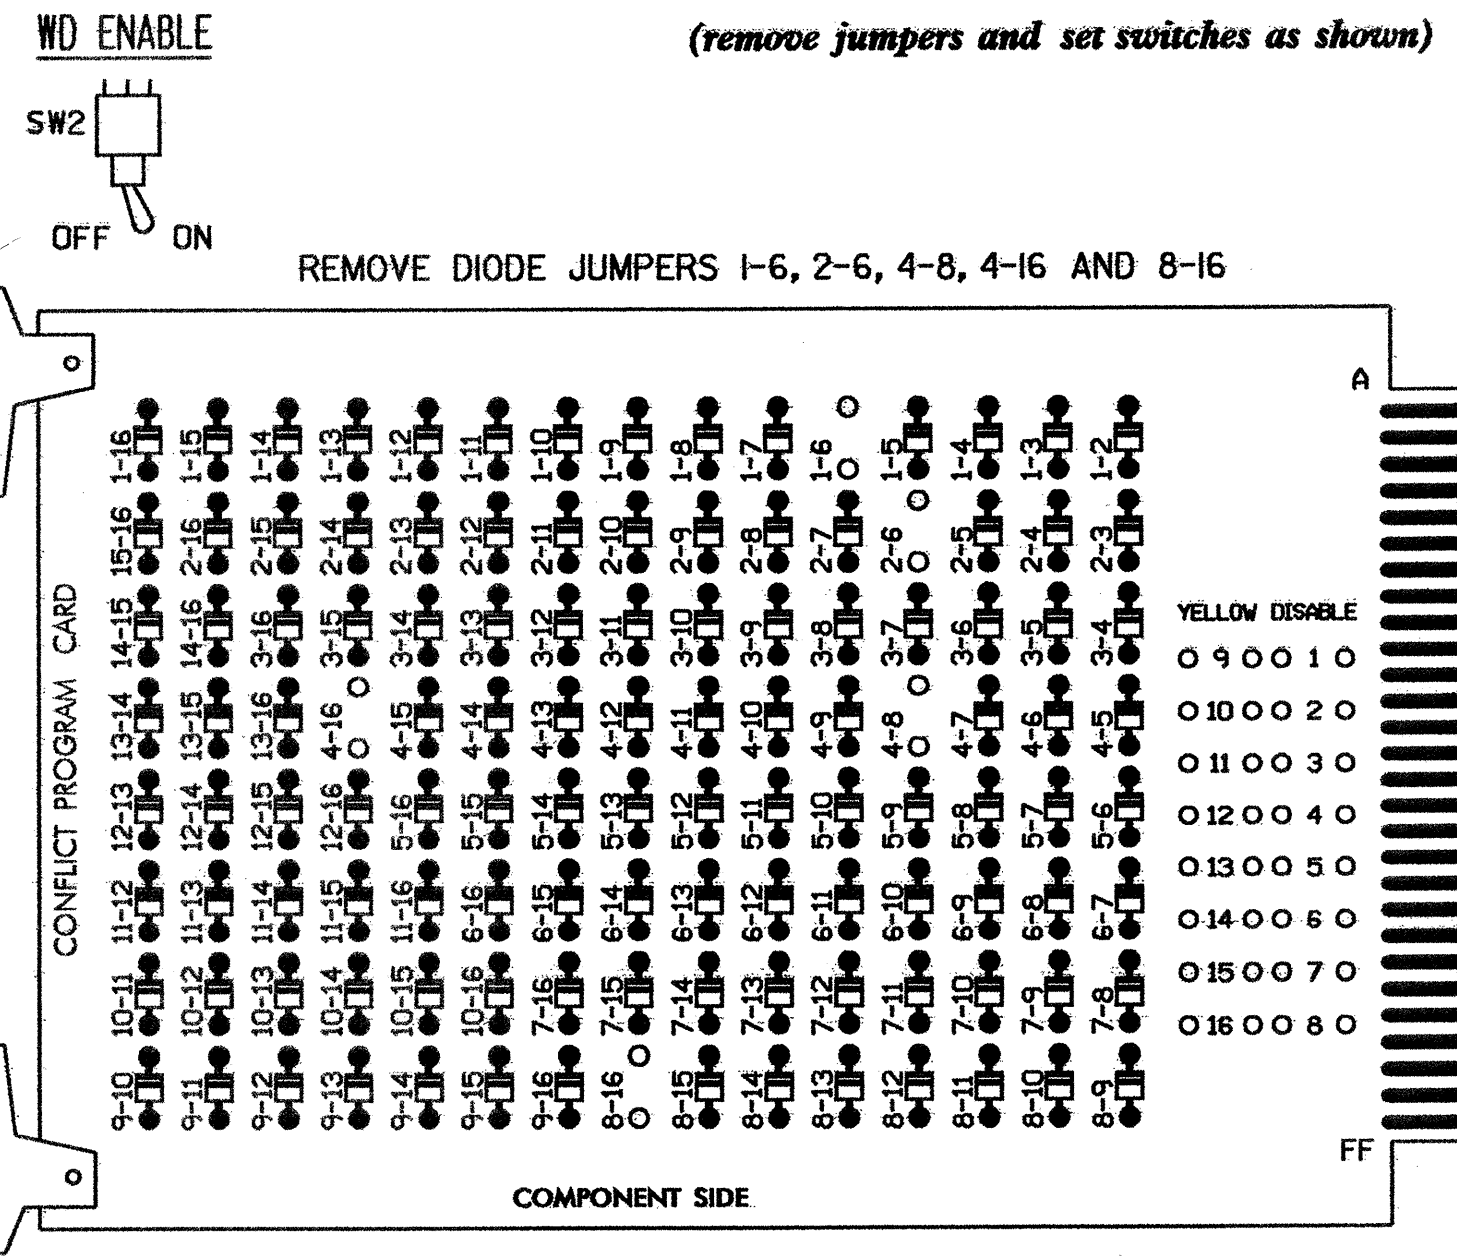 WD ENABLE
(remove jumpers and set switches as shown)
SW2
OFF ON
REMOVE DIODE JUMPERS 1-6, 2-6, 4-8, 4-16 AND 8-16
A
CONFLICT PROGRAM CARD
1-16 1-15 1-14 1-13 1-12 1-11 1-10 1-9 1-8 1-7 1-6 1-5 1-4 1-3 1-2
15-16 2-16 2-15 2-14 2-13 2-12 2-11 2-10 2-9 2-8 2-7 2-6 2-5 2-4 2-3
14-15 14-16 3-16 3-15 3-14 3-13 3-12 3-11 3-10 3-9 3-8 3-7 3-6 3-5 3-4
13-14 13-15 13-16 4-16 4-15 4-14 4-13 4-12 4-11 4-10 4-9 4-8 4-7 4-6 4-5
12-13 12-14 12-15 12-16 5-16 5-15 5-14 5-13 5-12 5-11 5-10 5-9 5-8 5-7 5-6
11-12 11-13 11-14 11-15 11-16 6-16 6-15 6-14 6-13 6-12 6-11 6-10 6-9 6-8 6-7
10-11 10-12 10-13 10-14 10-15 10-16 7-16 7-15 7-14 7-13 7-12 7-11 7-10 7-9 7-8
9-10 9-11 9-12 9-13 9-14 9-15 9-16 8-16 8-15 8-14 8-13 8-12 8-11 8-10 8-9
YELLOW DISABLE
9 1
10 2
11 3
12 4
13 5
14 6
15 7
16 8
FF
COMPONENT SIDE